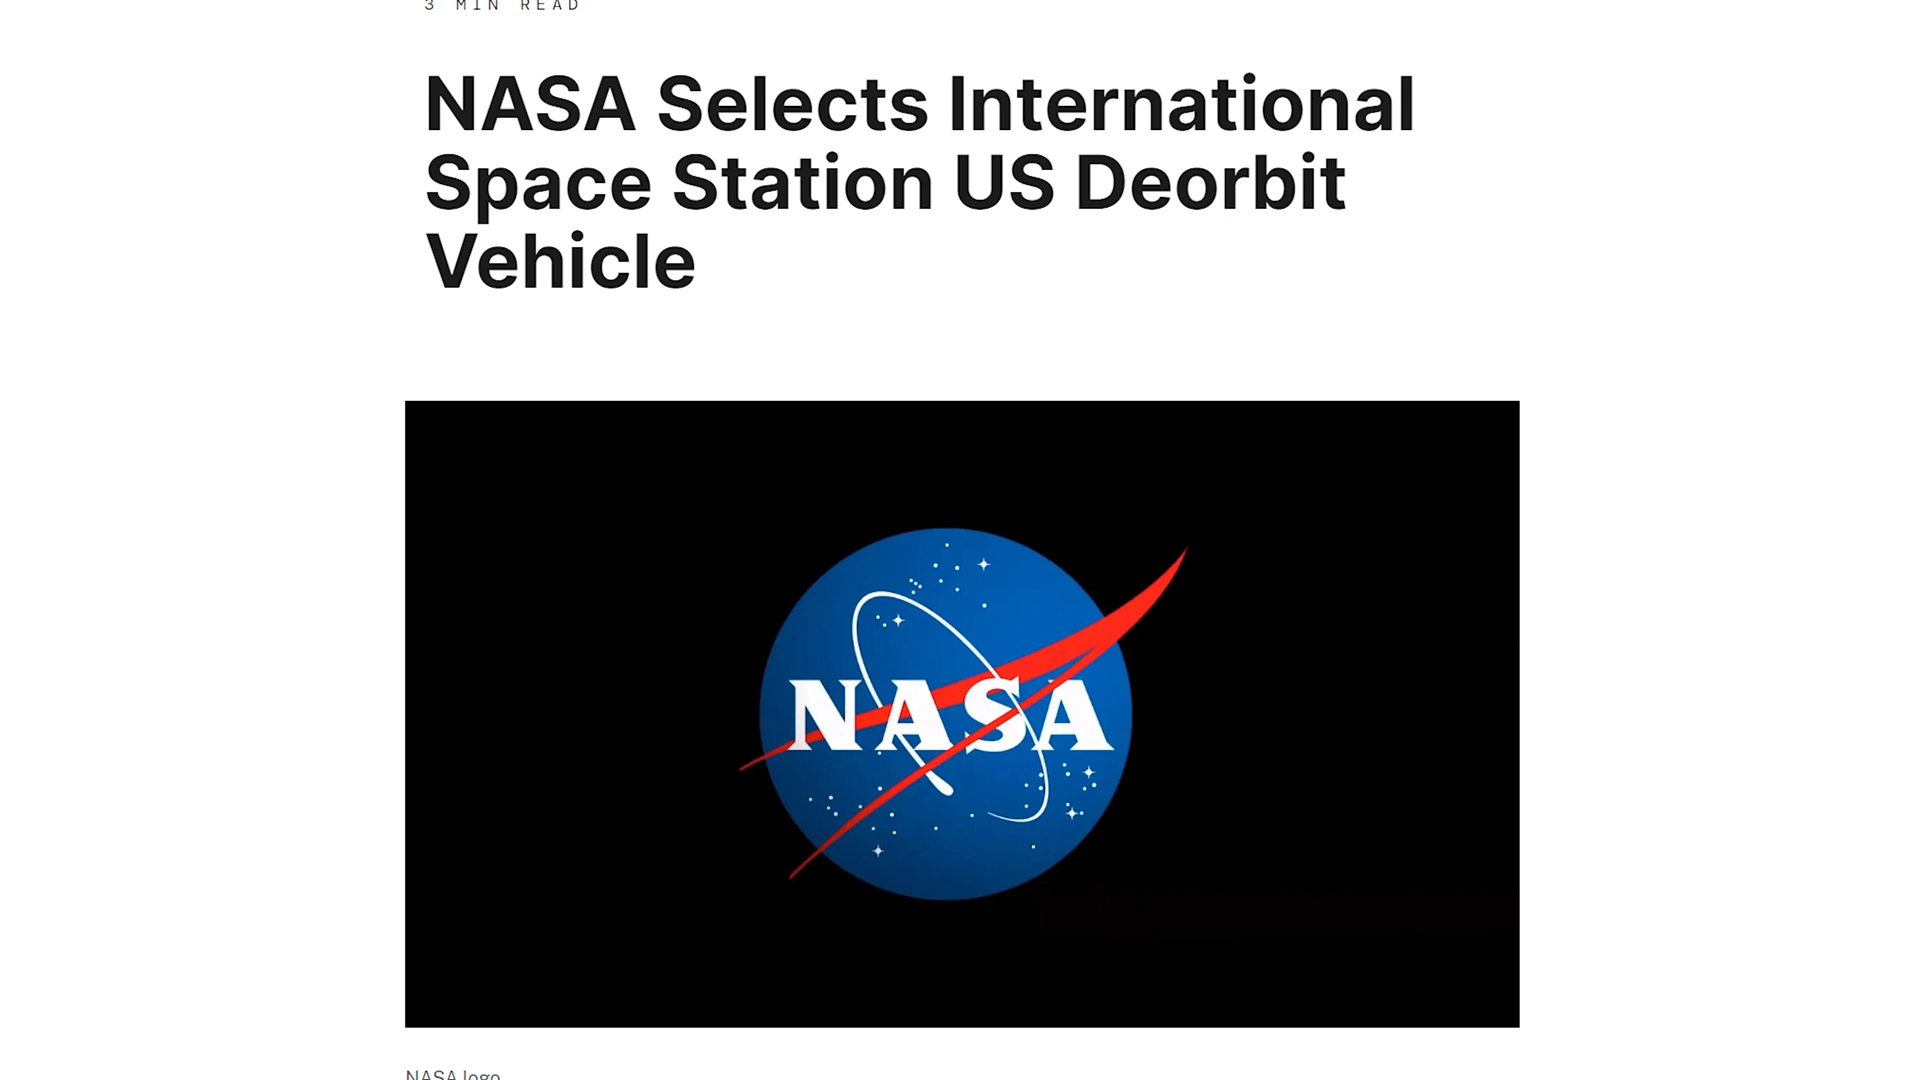 3 MIN READ
NASA Selects International
Space Station US Deorbit
Vehicle
NASA
NASA logo